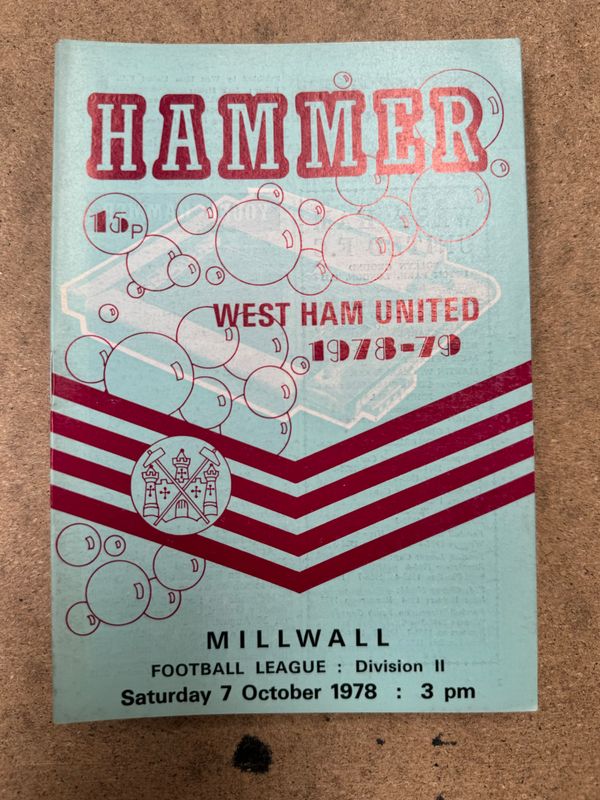 HAMMER
15p
WEST HAM UNITED
1978-79
MILLWALL
FOOTBALL LEAGUE : Division II
Saturday 7 October 1978 : 3 pm